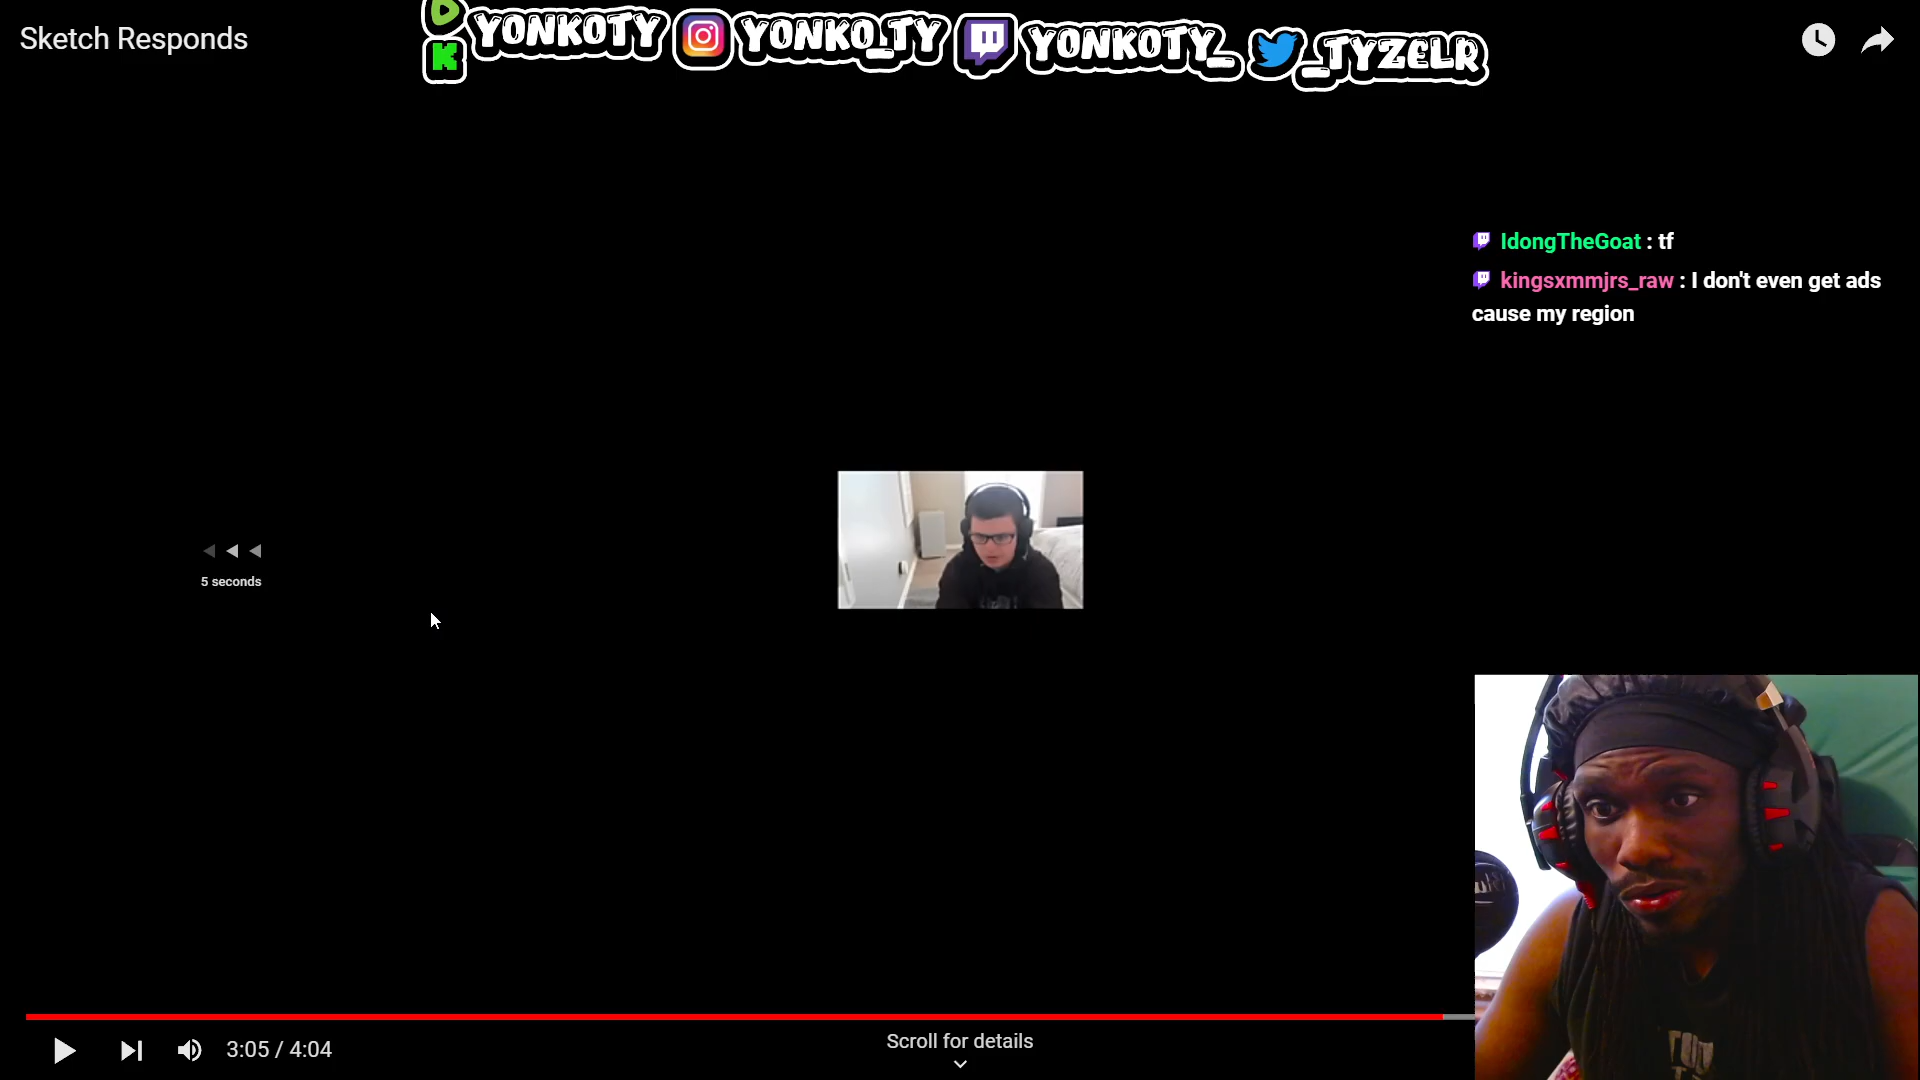 Sketch Responds
K
YONKOTY
YONKO_TY
YONKOTY_
_TYZELR
IdongTheGoat : tf
kingsxmmjrs_raw : I don't even get ads
cause my region
5 seconds
3:05 / 4:04
Scroll for details